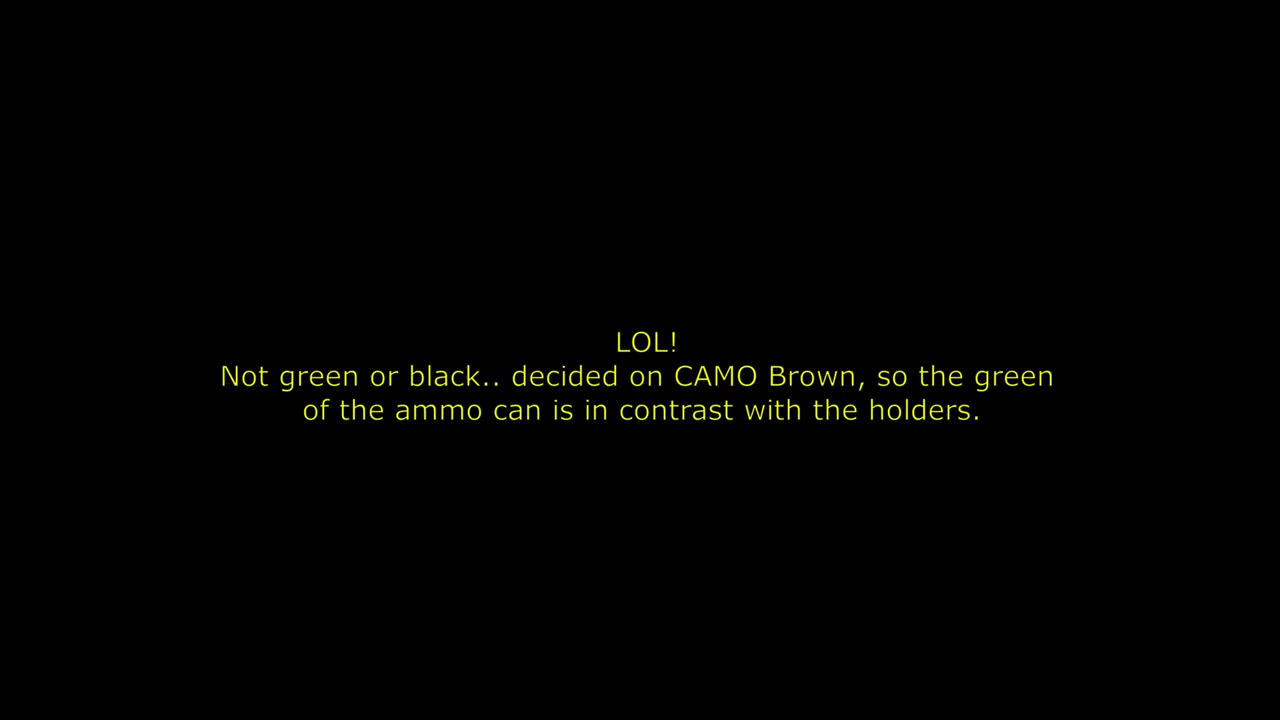 LOL!
Not green or black.. decided on CAMO Brown, so the green
of the ammo can is in contrast with the holders.